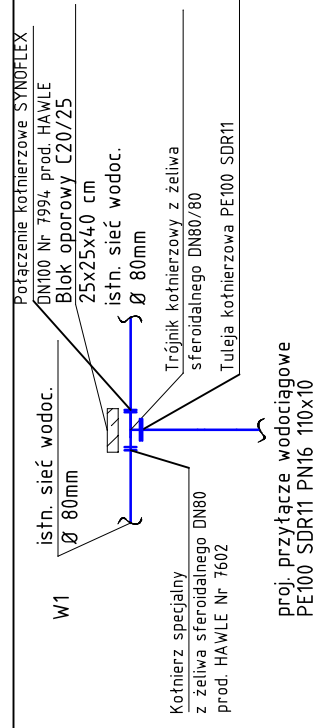 Połączenie kołnierzowe SYNOFLEX
DN100 Nr 7994 prod. HAWLE
Blok oporowy C20/25
25x25x40 cm
istn. sieć wodoc.
Ø 80mm
istn. sieć wodoc.
Ø 80mm
W1
Trójnik kołnierzowy z żeliwa
sferoidalnego DN80/80
Tuleja kołnierzowa PE100 SDR11
Kołnierz specjalny
z żeliwa sferoidalnego DN80
prod. HAWLE Nr 7602
proj. przyłącze wodociągowe
PE100 SDR11 PN16 110x10